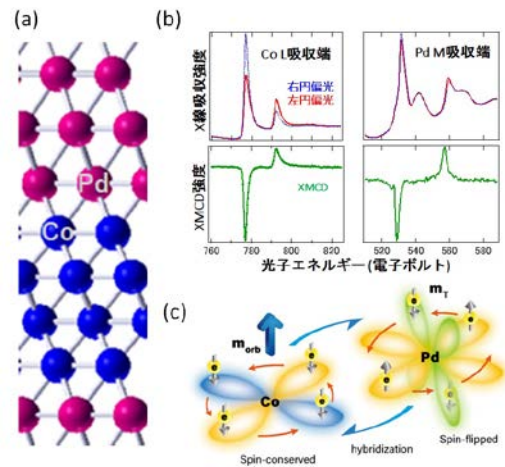 (a)
Pd
Co
(b)
Co L吸収端
Pd M吸収端
X線吸収強度
右円偏光
左円偏光
XMCD強度
XMCD
760 780 800 820
520 540 560 580
光子エネルギー(電子ボルト)
(c)
m_orb
m_T
Co
Pd
Spin-conserved
hybridization
Spin-flipped